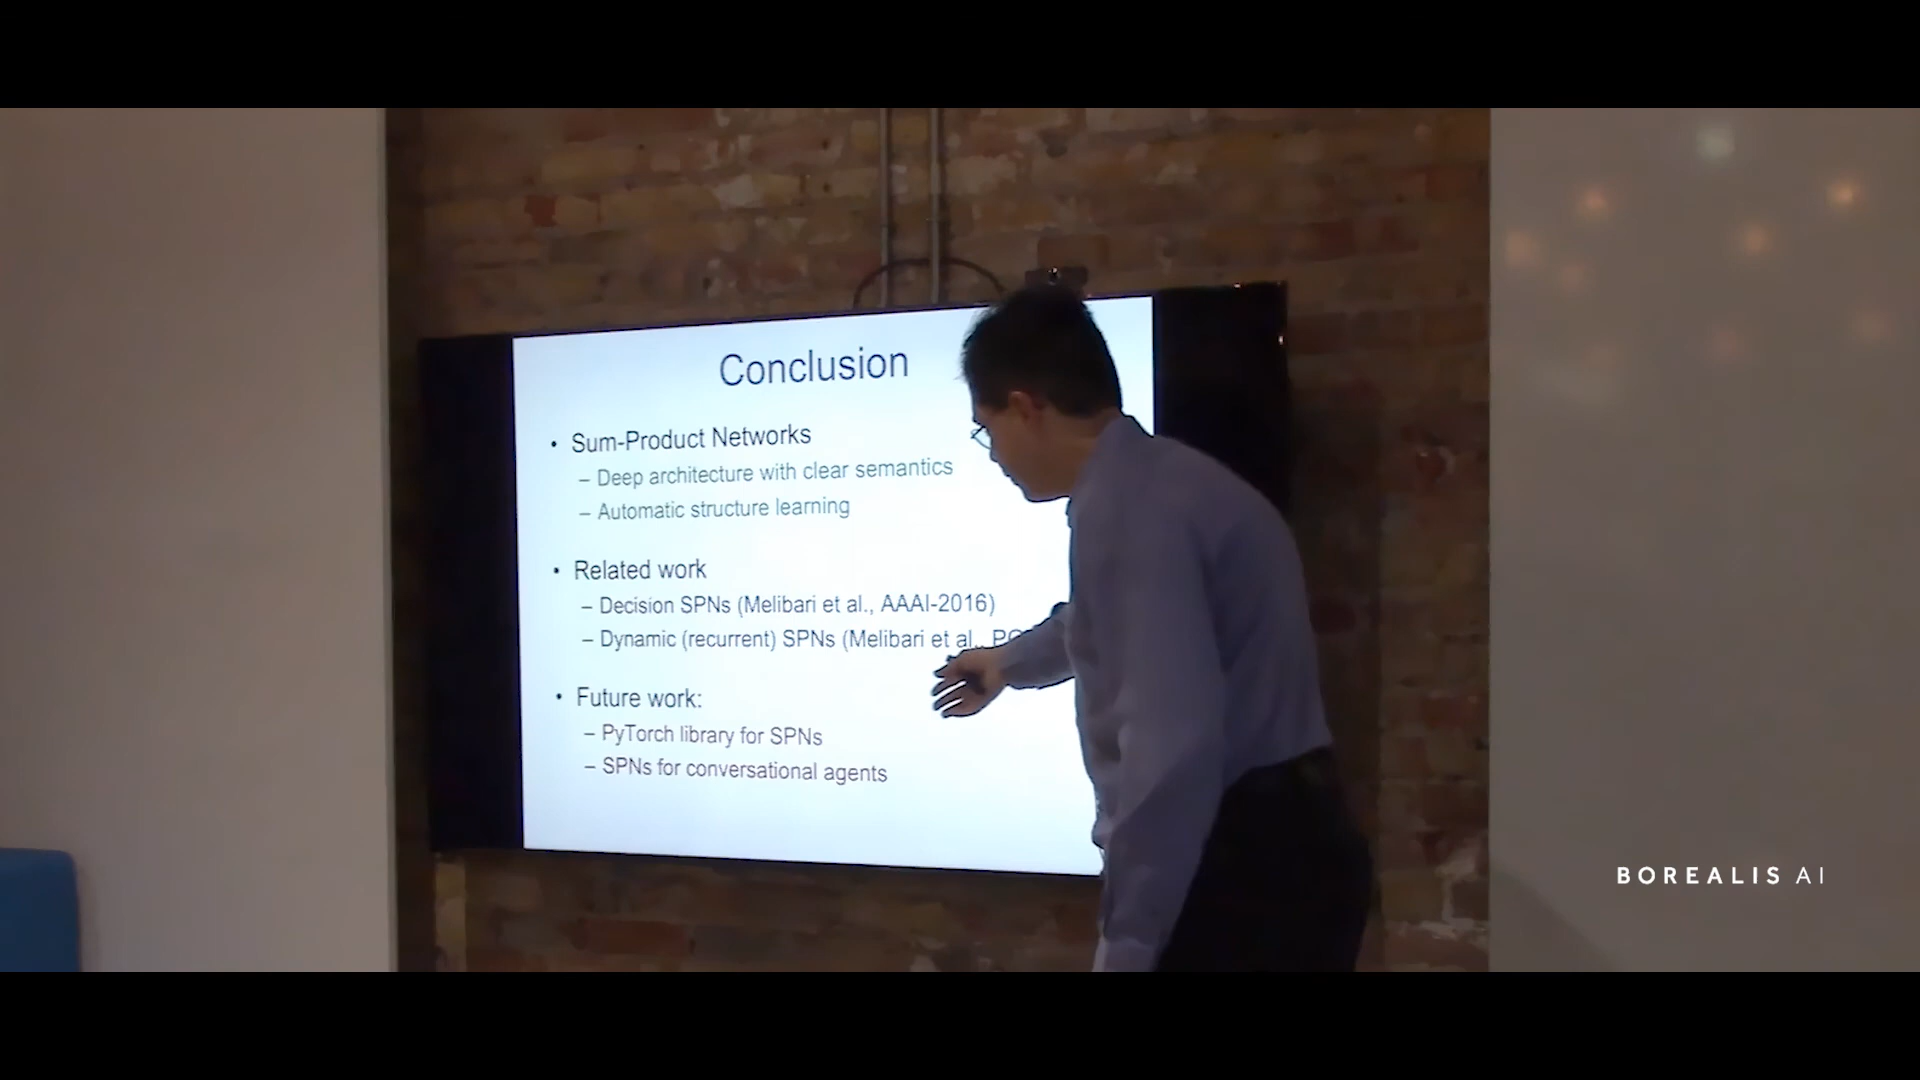 Conclusion
• Sum-Product Networks
– Deep architecture with clear semantics
– Automatic structure learning
• Related work
– Decision SPNs (Melibari et al., AAAI-2016)
– Dynamic (recurrent) SPNs (Melibari et al.,
• Future work:
– PyTorch library for SPNs
– SPNs for conversational agents
BOREALIS AI